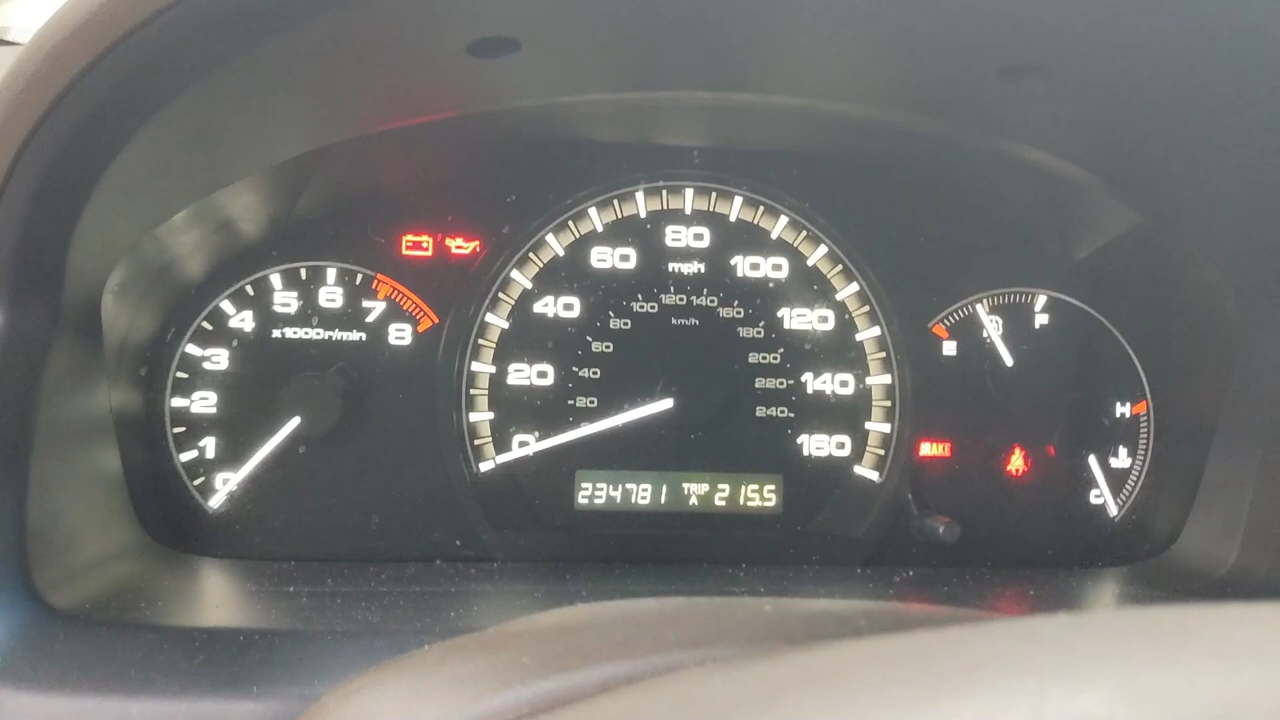 5 6 7 8
4
x1000r/min
3
2
1
0
80
60 100
mph
40 120
20 140
0 160
100 120 140 160
km/h
80 180
60 200
40 220
20 240
234781 TRIP A 215.5
E F
H
C
BRAKE